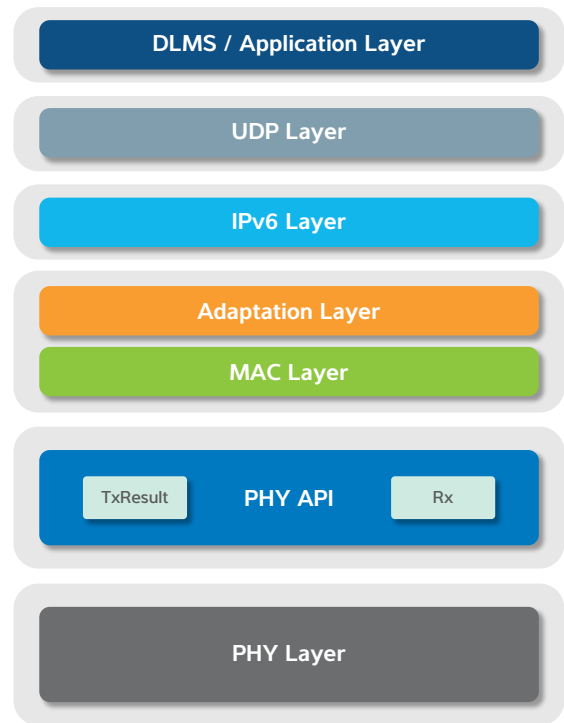 DLMS / Application Layer
UDP Layer
IPv6 Layer
Adaptation Layer
MAC Layer
TxResult PHY API Rx
PHY Layer